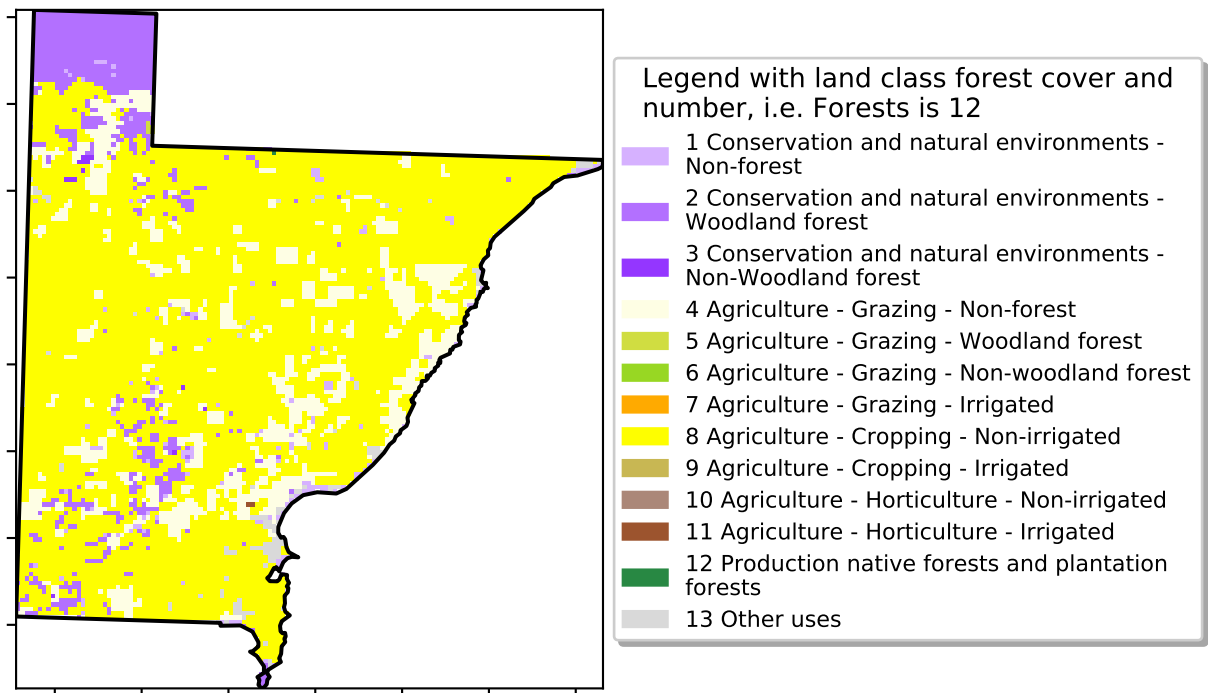 Legend with land class forest cover and
number, i.e. Forests is 12
1 Conservation and natural environments -
Non-forest
2 Conservation and natural environments -
Woodland forest
3 Conservation and natural environments -
Non-Woodland forest
4 Agriculture - Grazing - Non-forest
5 Agriculture - Grazing - Woodland forest
6 Agriculture - Grazing - Non-woodland forest
7 Agriculture - Grazing - Irrigated
8 Agriculture - Cropping - Non-irrigated
9 Agriculture - Cropping - Irrigated
10 Agriculture - Horticulture - Non-irrigated
11 Agriculture - Horticulture - Irrigated
12 Production native forests and plantation
forests
13 Other uses